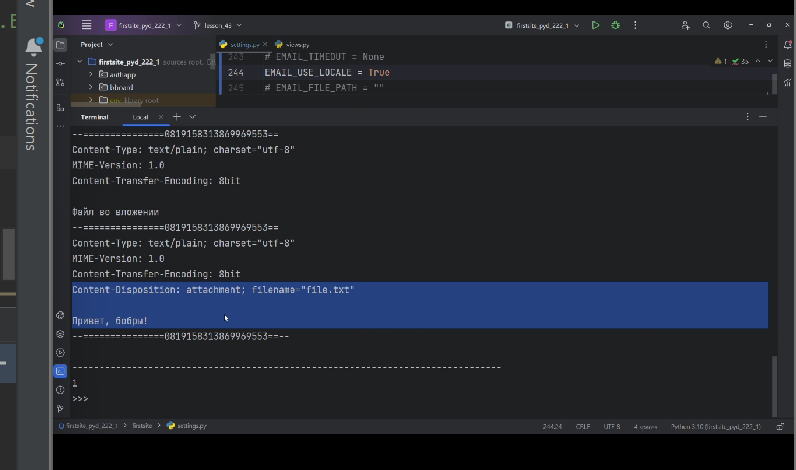 .E
Notifications
F firstsite_pyd_222_1
lesson_45
firstsite_pyd_222_1
Project
settings.py
views.py
firstsite_pyd_222_1 sources root,
authapp
bboard
library root
243 # EMAIL_TIMEOUT = None
244 EMAIL_USE_LOCALE = True
245 # EMAIL_FILE_PATH = ""
Terminal
Local
--===============0819158313869969553==
Content-Type: text/plain; charset="utf-8"
MIME-Version: 1.0
Content-Transfer-Encoding: 8bit
Файл во вложении
--===============0819158313869969553==
Content-Type: text/plain; charset="utf-8"
MIME-Version: 1.0
Content-Transfer-Encoding: 8bit
Content-Disposition: attachment; filename="file.txt"
Привет, бобры!
--===============0819158313869969553==--
-------------------------------------------------------------------------------
1
>>>
firstsite_pyd_222_1 > firstsite > settings.py
244:24
CRLF
UTF-8
4 spaces
Python 3.10 (firstsite_pyd_222_1)